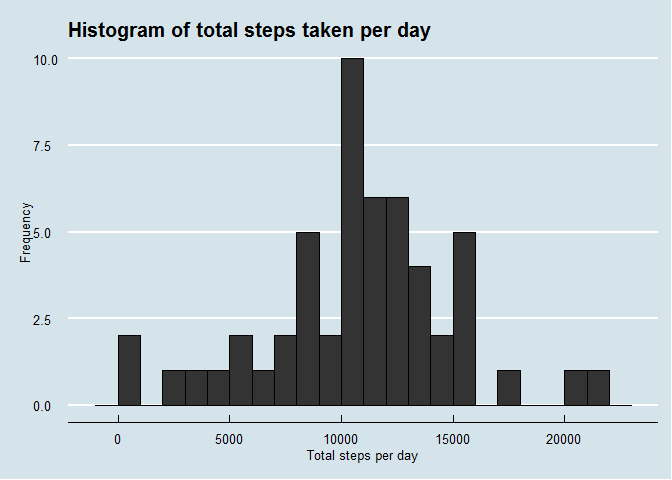 Histogram of total steps taken per day
10.0
7.5
5.0
2.5
0.0
Frequency
0 5000 10000 15000 20000
Total steps per day